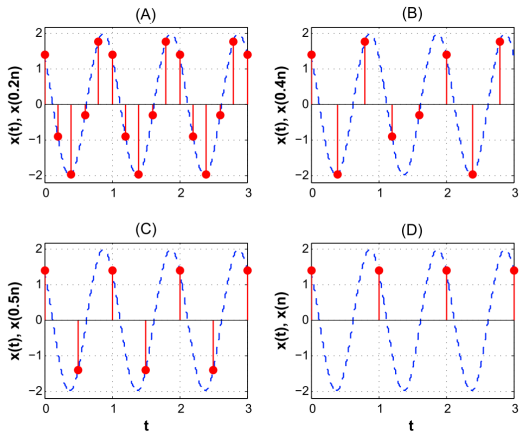 (A)
x(t), x(0.2n)
2
1
0
−1
−2
0 1 2 3
(B)
x(t), x(0.4n)
2
1
0
−1
−2
0 1 2 3
(C)
x(t), x(0.5n)
2
1
0
−1
−2
0 1 2 3
t
(D)
x(t), x(n)
2
1
0
−1
−2
0 1 2 3
t